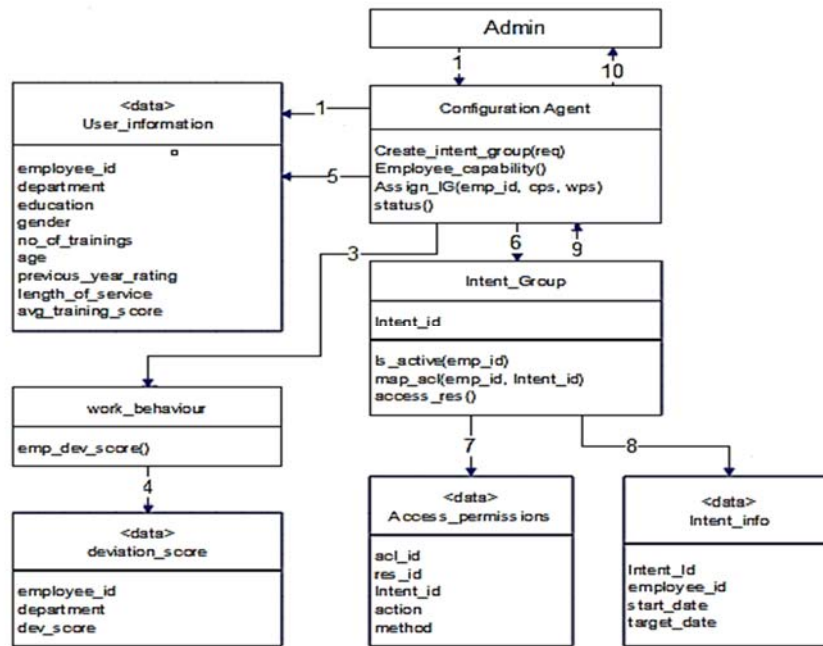 Admin
1
10
<data>
User_information
employee_id
department
education
gender
no_of_trainings
age
previous_year_rating
length_of_service
avg_training_score
1
5
Configuration Agent
Create_intent_group(req)
Employee_capability()
Assign_IG(emp_id, cps, wps)
status()
3
6
9
Intent_Group
Intent_id
Is_active(emp_id)
map_acl(emp_id, Intent_id)
access_res()
work_behaviour
emp_dev_score()
4
7
8
<data>
deviation_score
employee_id
department
dev_score
<data>
Access_permissions
acl_id
res_id
Intent_id
action
method
<data>
Intent_info
Intent_Id
employee_id
start_date
target_date